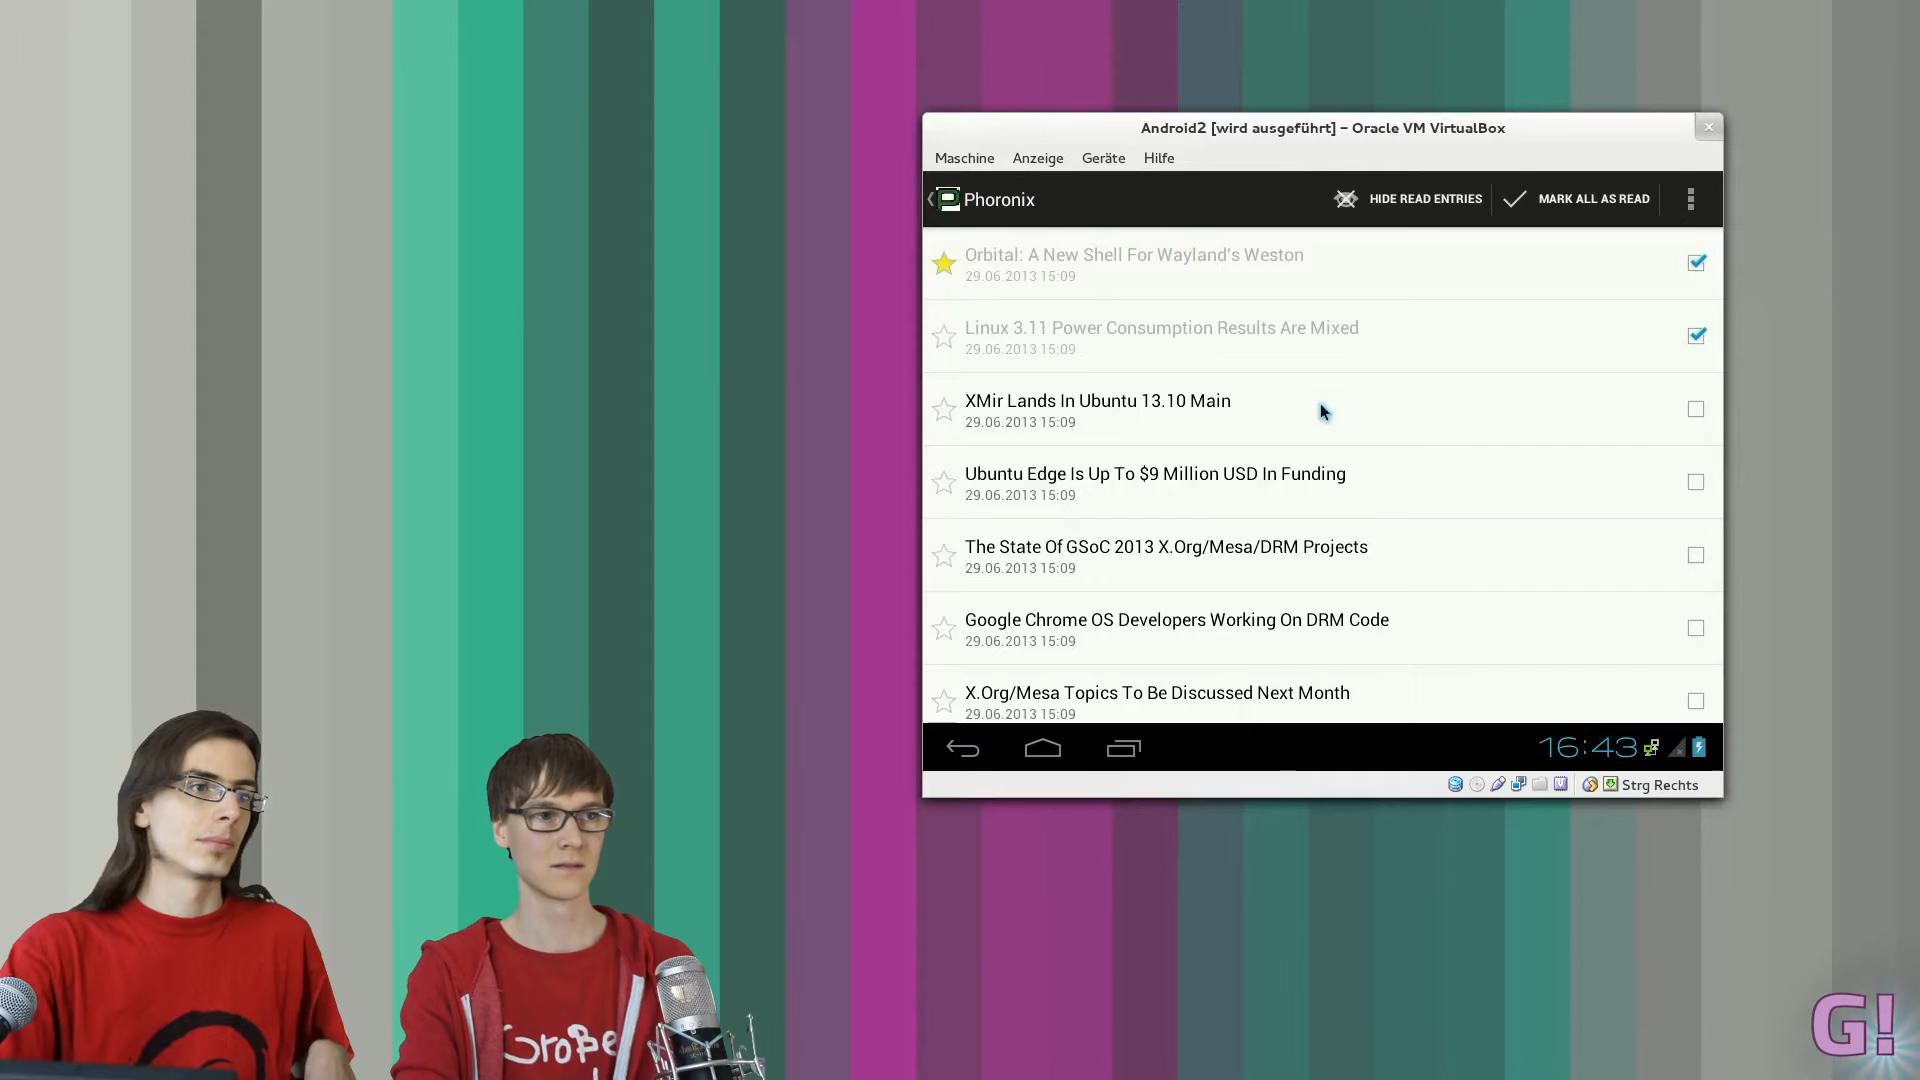 Android2 [wird ausgeführt] – Oracle VM VirtualBox
Maschine Anzeige Geräte Hilfe
Phoronix HIDE READ ENTRIES MARK ALL AS READ
Orbital: A New Shell For Wayland's Weston
29.06.2013 15:09
Linux 3.11 Power Consumption Results Are Mixed
29.06.2013 15:09
XMir Lands In Ubuntu 13.10 Main
29.06.2013 15:09
Ubuntu Edge Is Up To $9 Million USD In Funding
29.06.2013 15:09
The State Of GSoC 2013 X.Org/Mesa/DRM Projects
29.06.2013 15:09
Google Chrome OS Developers Working On DRM Code
29.06.2013 15:09
X.Org/Mesa Topics To Be Discussed Next Month
29.06.2013 15:09
16:43
Strg Rechts
Große
G!